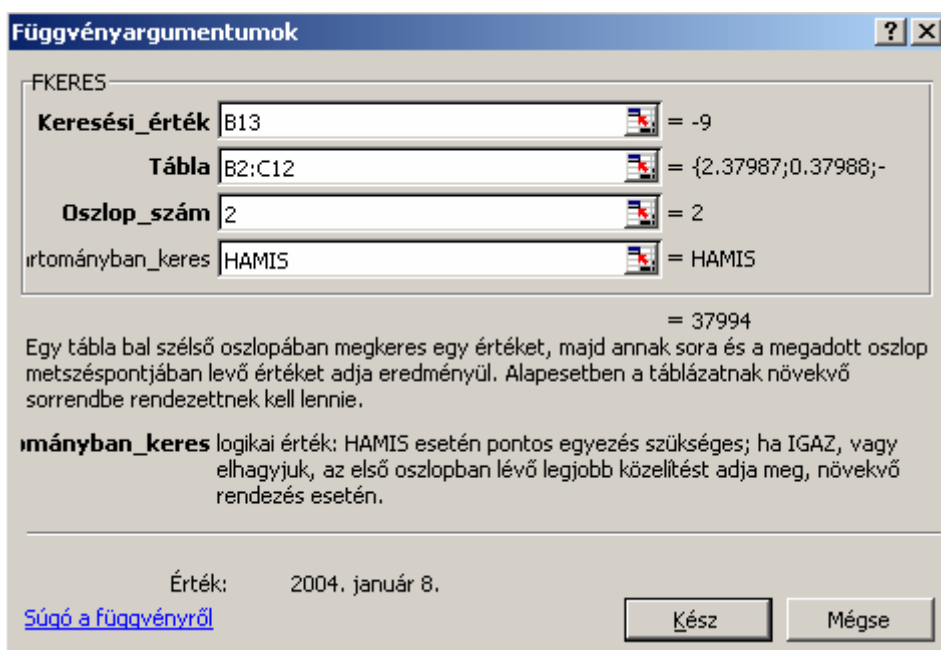 Függvényargumentumok
FKERES
Keresési_érték B13 = -9
Tábla B2:C12 = {2.37987;0.37988;-
Oszlop_szám 2 = 2
ırtományban_keres HAMIS = HAMIS
= 37994
Egy tábla bal szélső oszlopában megkeres egy értéket, majd annak sora és a megadott oszlop
metszéspontjában levő értéket adja eredményül. Alapesetben a táblázatnak növekvő
sorrendbe rendezettnek kell lennie.
ományban_keres logikai érték: HAMIS esetén pontos egyezés szükséges; ha IGAZ, vagy
elhagyjuk, az első oszlopban lévő legjobb közelítést adja meg, növekvő
rendezés esetén.
Érték: 2004. január 8.
Súgó a függvényről
Kész Mégse